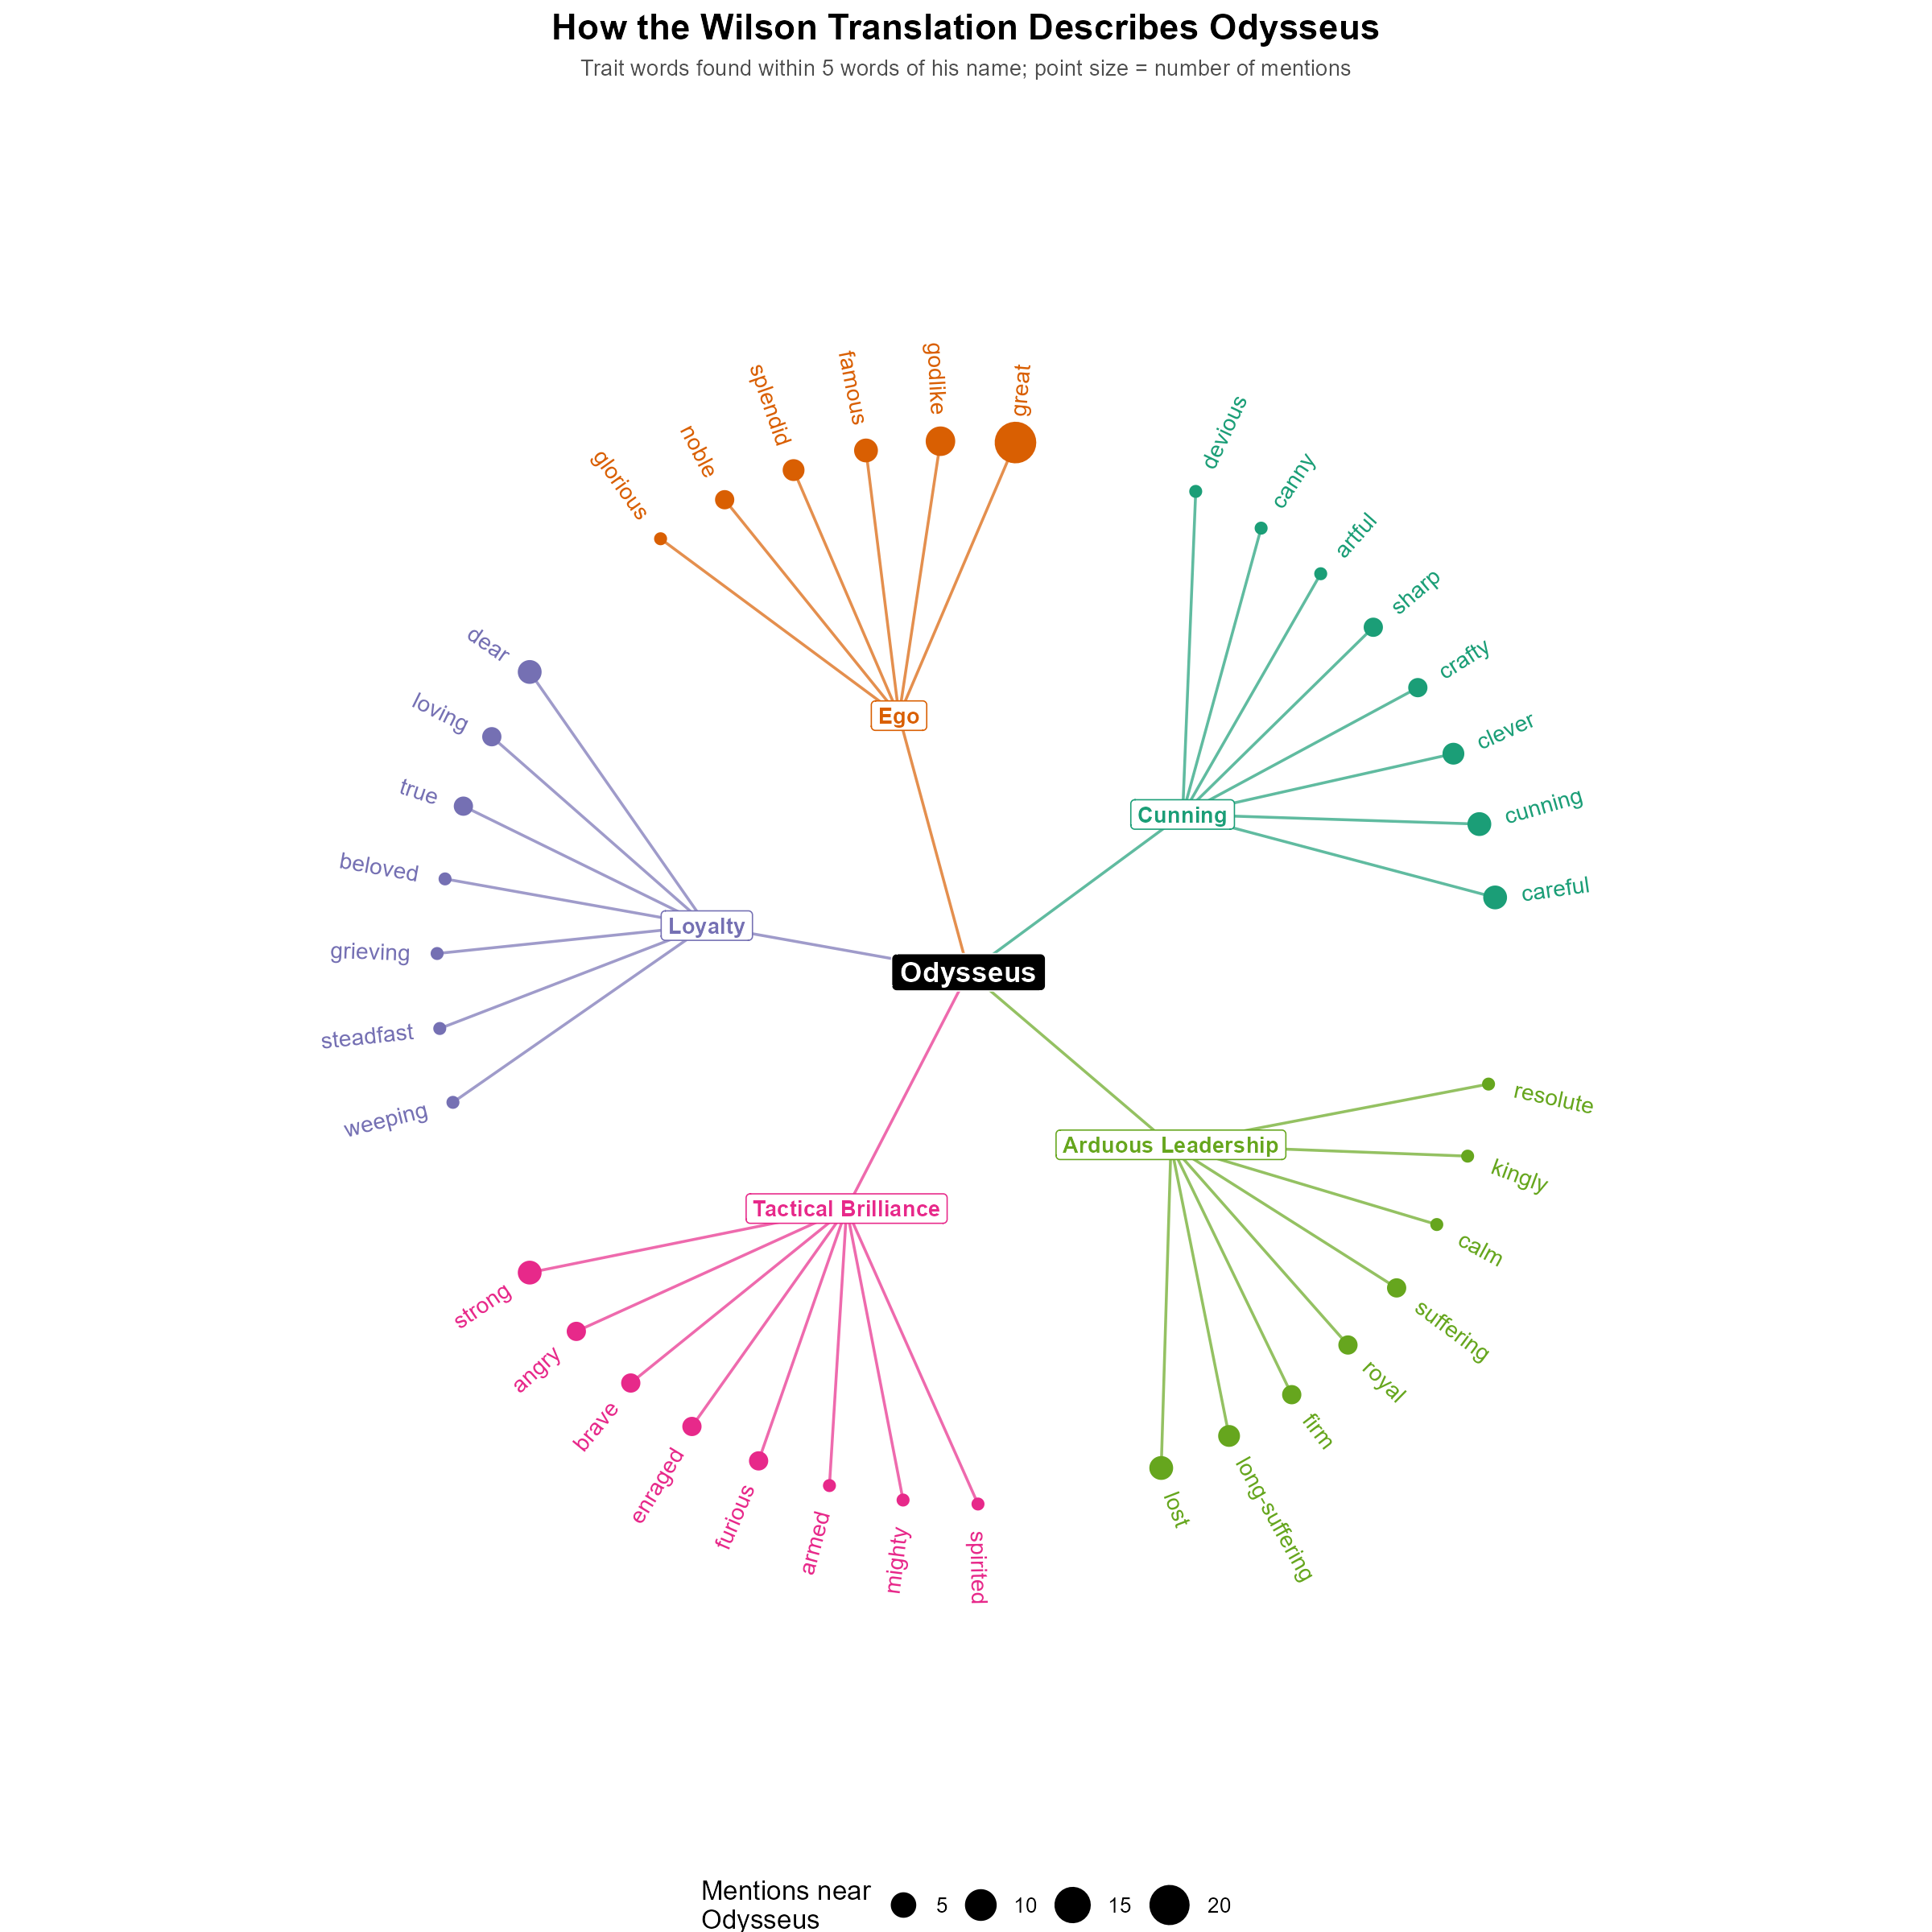 How the Wilson Translation Describes Odysseus
Trait words found within 5 words of his name; point size = number of mentions
glorious
noble
splendid
famous
godlike
great
Ego
devious
canny
artful
sharp
crafty
clever
cunning
careful
Cunning
dear
loving
true
beloved
grieving
steadfast
weeping
Loyalty
Odysseus
resolute
kingly
calm
suffering
royal
firm
long-suffering
lost
Arduous Leadership
Tactical Brilliance
strong
angry
brave
enraged
furious
armed
mighty
spirited
Mentions near
Odysseus
5
10
15
20